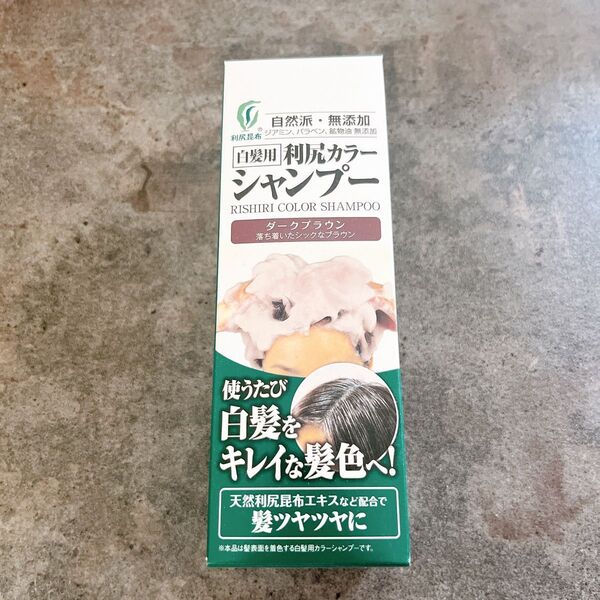 利尻昆布®
自然派・無添加
ジアミン、パラベン、鉱物油 無添加
白髪用 利尻カラー
シャンプー
RISHIRI COLOR SHAMPOO
ダークブラウン
落ち着いたシックなブラウン
使うたび
白髪を
キレイな髪色へ!
天然利尻昆布エキスなど配合で
髪ツヤツヤに
※本品は髪表面を着色する白髪用カラーシャンプーです。